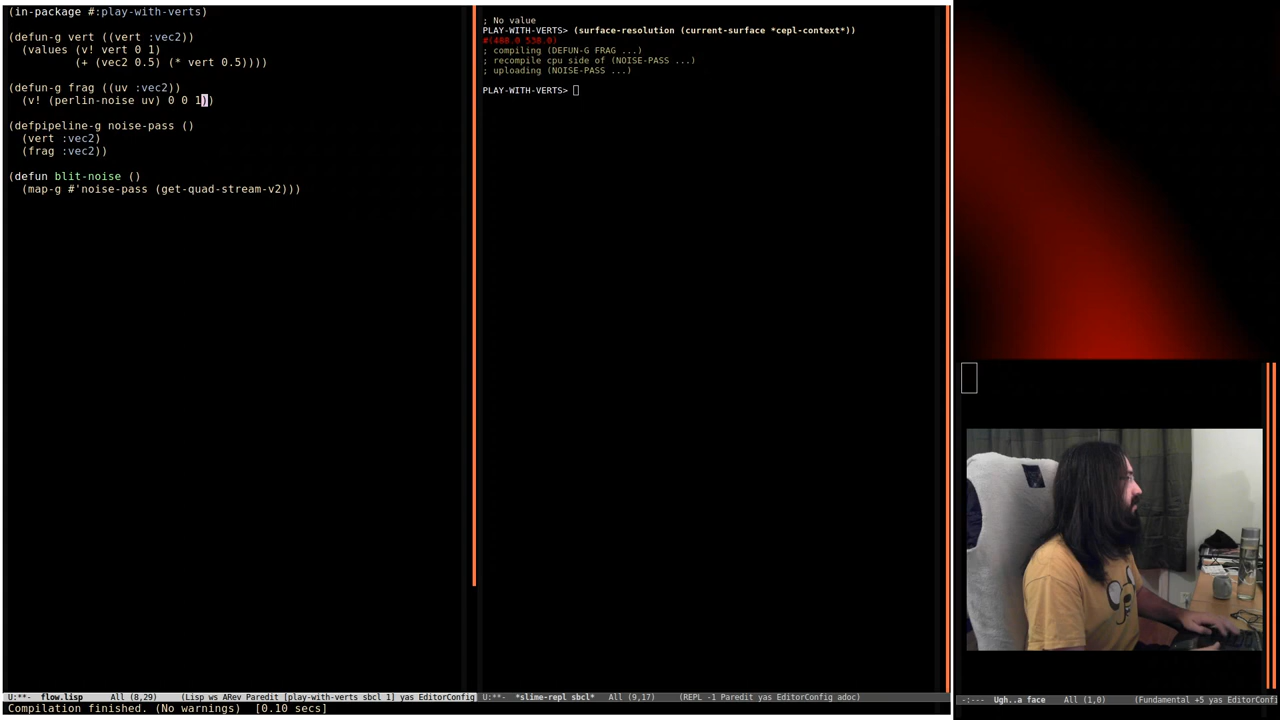 (in-package #:play-with-verts)
(defun-g vert ((vert :vec2))
(values (v! vert 0 1)
(+ (vec2 0.5) (* vert 0.5))))
(defun-g frag ((uv :vec2))
(v! (perlin-noise uv) 0 0 1))
(defpipeline-g noise-pass ()
(vert :vec2)
(frag :vec2))
(defun blit-noise ()
(map-g #'noise-pass (get-quad-stream-v2)))
U:**- flow.lisp All (8,29) (Lisp ws ARev Paredit [play-with-verts sbcl 1] yas EditorConfig
Compilation finished. (No warnings) [0.10 secs]
; No value
PLAY-WITH-VERTS> (surface-resolution (current-surface *cepl-context*))
#(480.0 538.0)
; compiling (DEFUN-G FRAG ...)
; recompile cpu side of (NOISE-PASS ...)
; uploading (NOISE-PASS ...)
PLAY-WITH-VERTS>
U:**- *slime-repl sbcl* All (9,17) (REPL -1 Paredit yas EditorConfig adoc)
-:--- Ugh..a face All (1,0) (Fundamental +5 yas EditorConfi